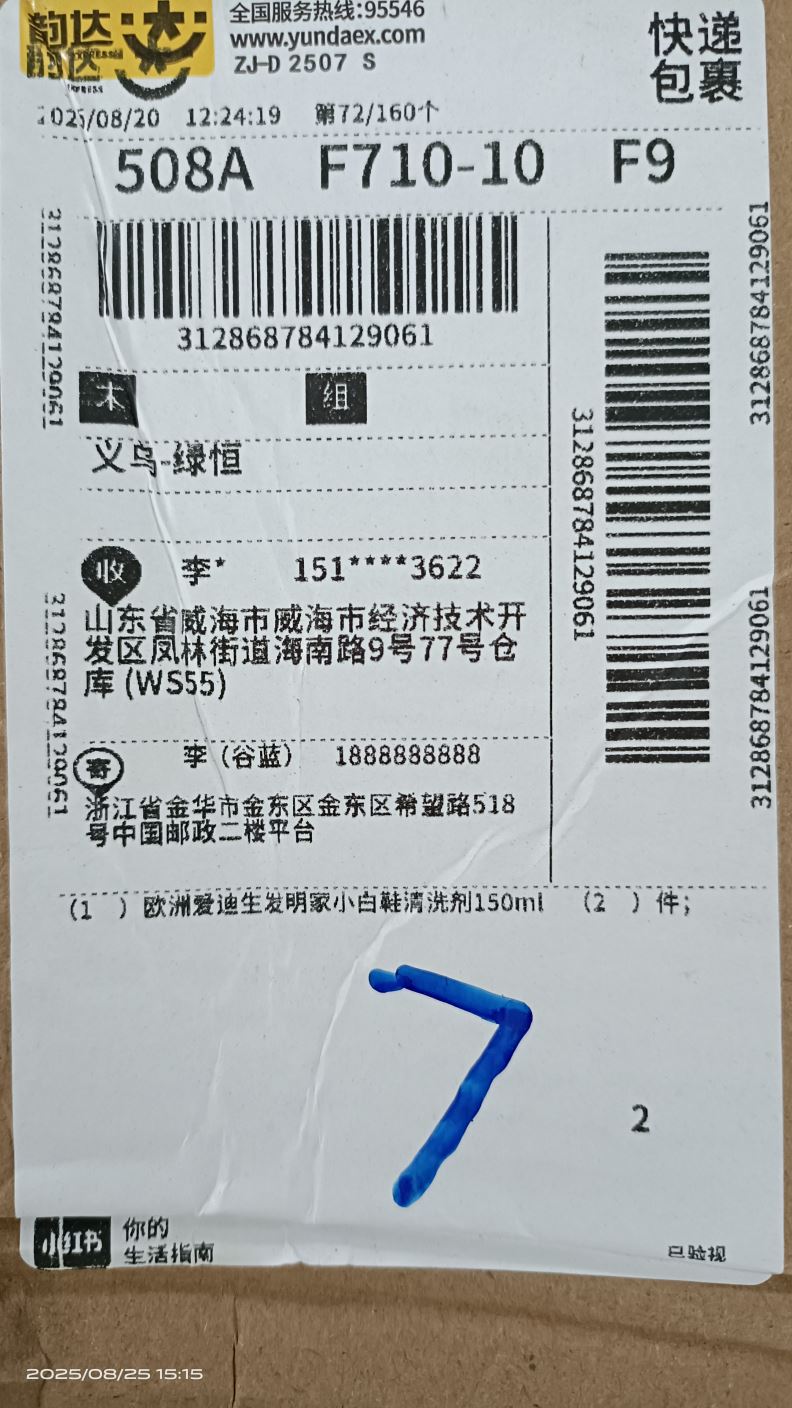 韵达
全国服务热线:95546
www.yundaex.com
ZJ-D 2507 S
快递
包裹
2025/08/20 12:24:19 第72/160个
508A F710-10 F9
312868784129061
312868784129061
312868784129061
312868784129061
木 组
义乌-绿恒
收 李* 151****3622
山东省威海市威海市经济技术开
发区凤林街道海南路9号77号仓
库 (WS55)
312868784129061
312868784129061
寄 李（谷蓝） 1888888888
浙江省金华市金东区金东区希望路518
号中国邮政二楼平台
(1 ) 欧洲爱迪生发明家小白鞋清洗剂150ml (2 ) 件;
7
2
小红书
你的
生活指南
已验视
2025/08/25 15:15